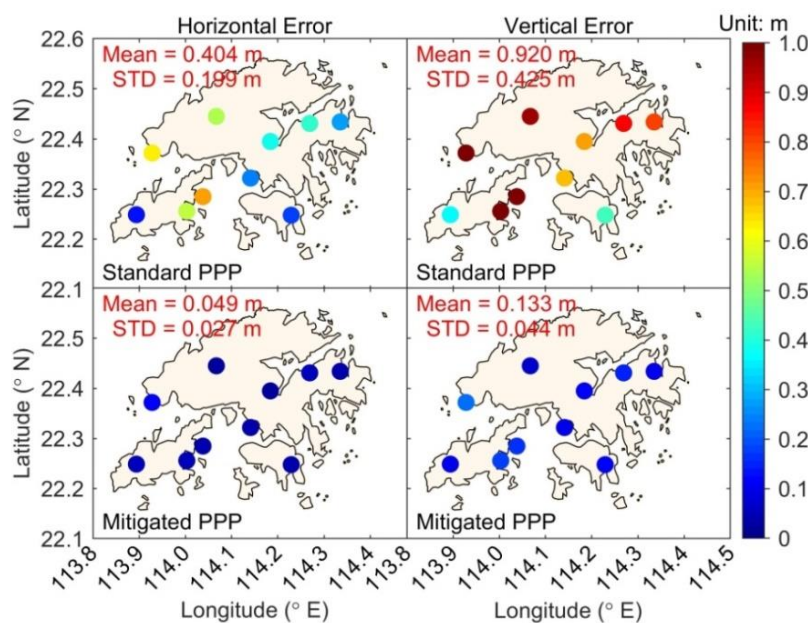 Horizontal Error
Vertical Error
Unit: m
22.6
22.5
22.4
22.3
22.2
22.1
Latitude (° N)
Mean = 0.404 m
STD = 0.199 m
Standard PPP
Mean = 0.920 m
STD = 0.425 m
Standard PPP
1.0
0.9
0.8
0.7
0.6
0.5
0.4
0.3
0.2
0.1
0
22.5
22.4
22.3
22.2
22.1
Latitude (° N)
Mean = 0.049 m
STD = 0.027 m
Mitigated PPP
Mean = 0.133 m
STD = 0.044 m
Mitigated PPP
113.8
113.9
114.0
114.1
114.2
114.3
114.4
113.8
113.9
114.0
114.1
114.2
114.3
114.4
114.5
Longitude (° E)
Longitude (° E)